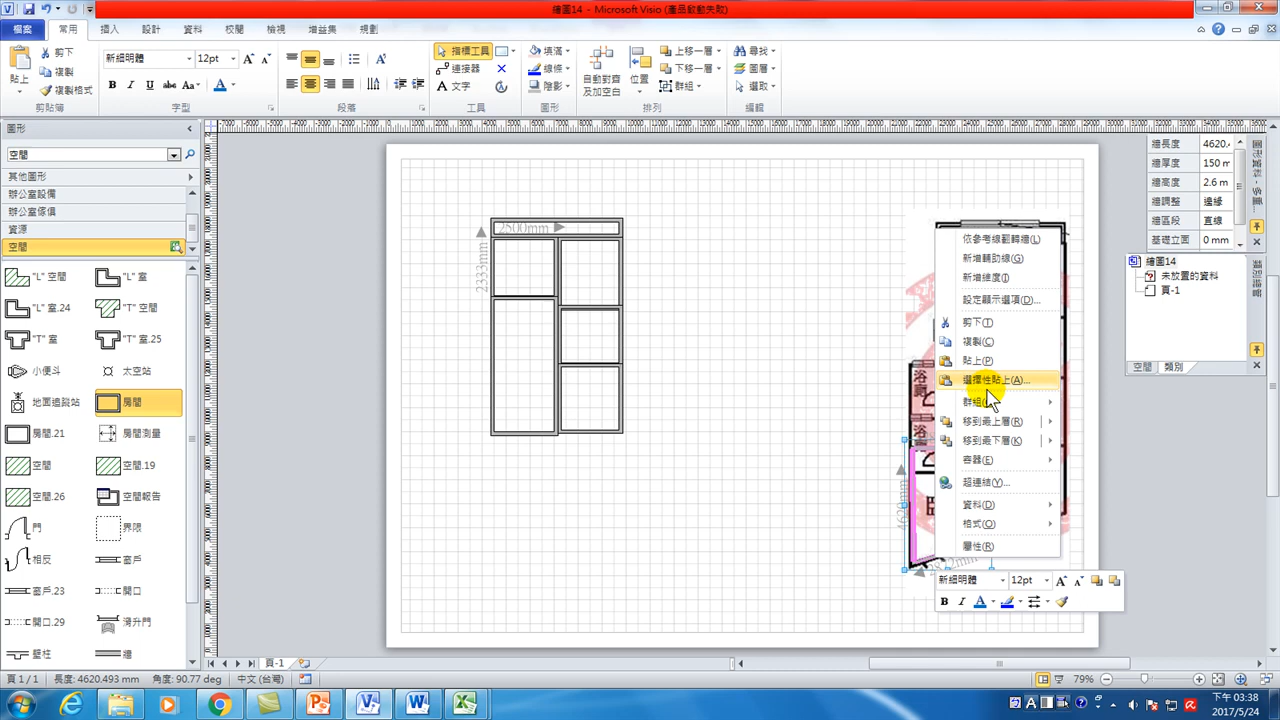 繪圖14 - Microsoft Visio (產品啟動失敗)
檔案
常用
插入
設計
資料
校閱
檢視
增益集
規劃
貼上
剪下
複製
複製格式
剪貼簿
新細明體
12pt
字型
段落
指標工具
連接器
文字
工具
填滿
線條
陰影
圖形
自動對齊
及加空白
位置
上移一層
下移一層
群組
排列
尋找
圖層
選取
編輯
圖形
空間
其他圖形
辦公室設備
辦公室傢俱
資源
空間
"L" 空間
"L" 室
"L" 室.24
"T" 空間
"T" 室
"T" 室.25
小便斗
太空站
地面追蹤站
房間
房間.21
房間測量
空間
空間.19
空間.26
空間報告
門
界限
相反
窗戶
窗戶.23
開口
開口.29
滑升門
壁柱
牆
2500mm
2333mm
浴
廁
浴
依參考線翻轉牆(L)
新增輔助線(G)
新增維度(I)
設定顯示選項(D)...
剪下(T)
複製(C)
貼上(P)
選擇性貼上(A)...
群組
移到最上層(R)
移到最下層(K)
容器(E)
超連結(Y)...
資料(D)
格式(O)
屬性(R)
新細明體
12pt
牆長度
4620.
牆厚度
150 m
牆高度
2.6 m
牆調整
邊緣
牆區段
直線
基礎立面
0 mm
繪圖14
未放置的資料
頁-1
空間
類別
頁-1
頁 1/1
長度: 4620.493 mm
角度: 90.77 deg
中文 (台灣)
79%
下午 03:38
2017/5/24